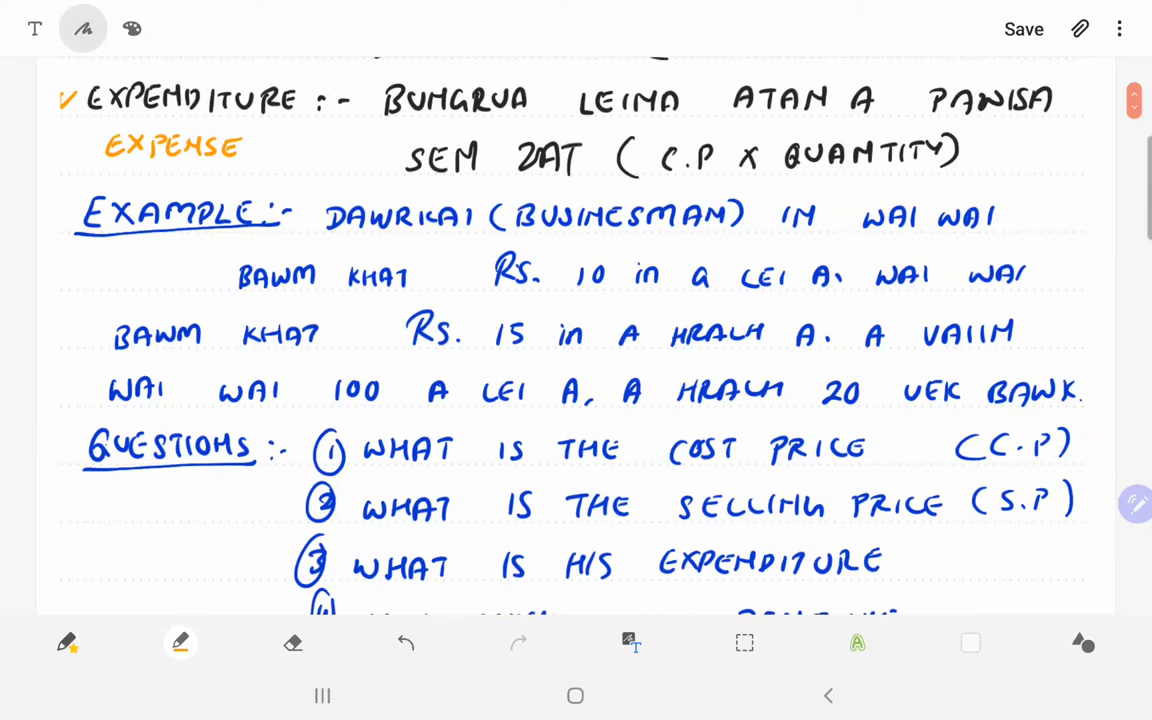 T Save
EXPENDITURE :- BUNGRUA LEINA ATAN A PAWISA
EXPENSE SEM ZAT ( C.P X QUANTITY)
EXAMPLE :- DAWRKAI (BUSINESMAN) IN WAI WAI
BAWM KHAT RS. 10 in a LEI A. WAI WAI
BAWM KHAT RS. 15 in A HRALH A. A VAIIN
WAI WAI 100 A LEI A, A HRALH 20 VEK BAWK.
QUESTIONS :- ① WHAT IS THE COST PRICE (C.P)
② WHAT IS THE SELLING PRICE (S.P)
③ WHAT IS HIS EXPENDITURE